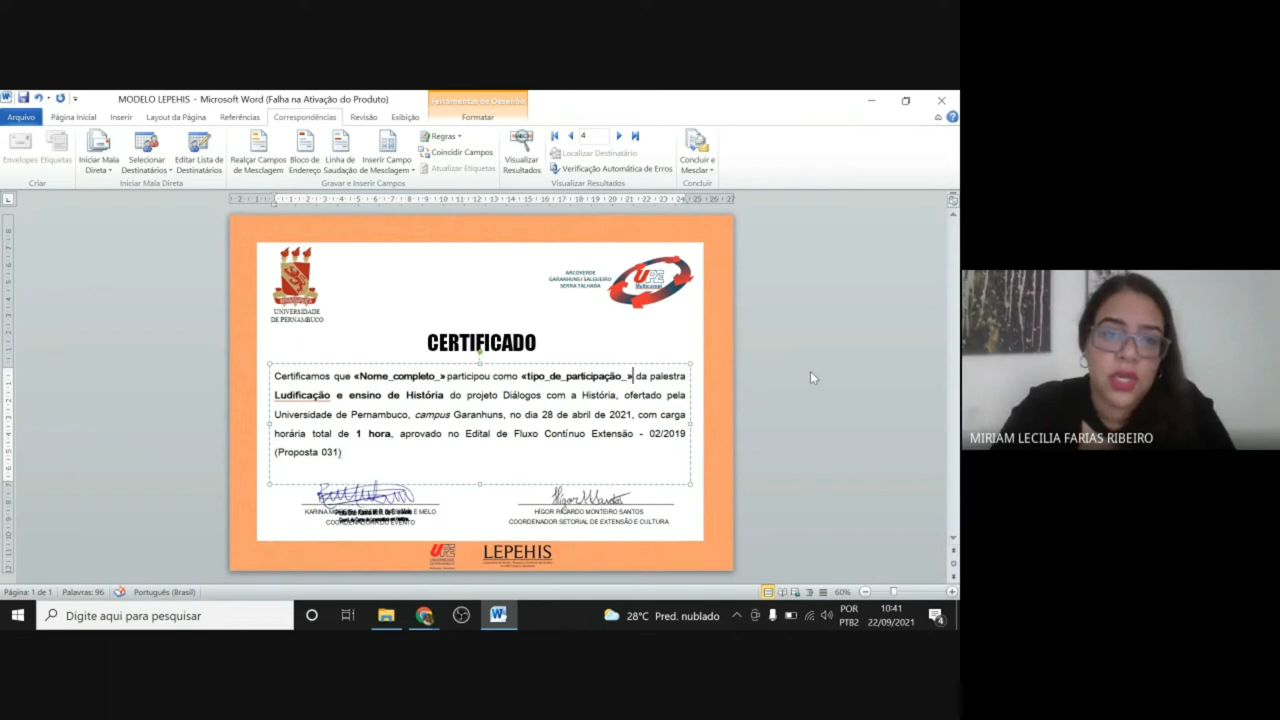 MODELO LEPEHIS - Microsoft Word (Falha na Ativação do Produto)
Ferramentas de Desenho
Arquivo Página Inicial Inserir Layout da Página Referências Correspondências Revisão Exibição Formatar
Envelopes Etiquetas
Criar
Iniciar Mala Direta
Selecionar Destinatários
Editar Lista de Destinatários
Iniciar Mala Direta
Realçar Campos de Mesclagem
Bloco de Endereço
Linha de Saudação
Inserir Campo de Mesclagem
Regras
Coincidir Campos
Atualizar Etiquetas
Gravar e Inserir Campos
Visualizar Resultados
4
Localizar Destinatário
Verificação Automática de Erros
Visualizar Resultados
Concluir e Mesclar
Concluir
UNIVERSIDADE
DE PERNAMBUCO
ARCOVERDE
GARANHUNS I SALGUEIRO
SERRA TALHADA
UPE
Multicampi
CERTIFICADO
Certificamos que «Nome_completo_» participou como «tipo_de_participação_» da palestra
Ludificação e ensino de História do projeto Diálogos com a História, ofertado pela
Universidade de Pernambuco, campus Garanhuns, no dia 28 de abril de 2021, com carga
horária total de 1 hora, aprovado no Edital de Fluxo Contínuo Extensão - 02/2019
(Proposta 031)
E MELO
HÍGOR RICARDO MONTEIRO SANTOS
COORDENADOR SETORIAL DE EXTENSÃO E CULTURA
UPE
LEPEHIS
Página: 1 de 1 Palavras: 96 Português (Brasil) 60%
Digite aqui para pesquisar
28°C Pred. nublado
POR
PTB2
10:41
22/09/2021
4
MIRIAM LECILIA FARIAS RIBEIRO